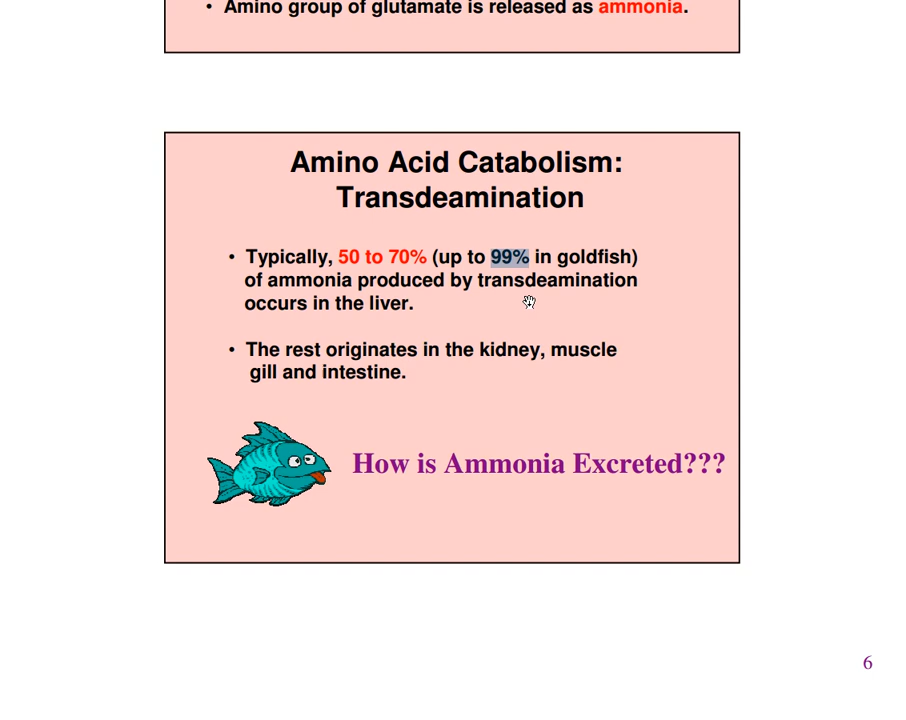 • Amino group of glutamate is released as ammonia.
Amino Acid Catabolism:
Transdeamination
• Typically, 50 to 70% (up to 99% in goldfish)
of ammonia produced by transdeamination
occurs in the liver.
• The rest originates in the kidney, muscle
gill and intestine.
How is Ammonia Excreted???
6